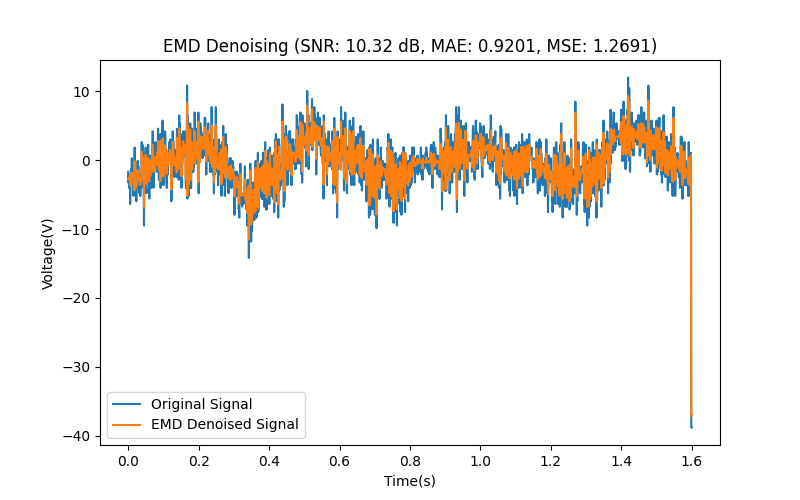 EMD Denoising (SNR: 10.32 dB, MAE: 0.9201, MSE: 1.2691)
10
0
−10
−20
−30
−40
Voltage(V)
Original Signal
EMD Denoised Signal
0.0 0.2 0.4 0.6 0.8 1.0 1.2 1.4 1.6
Time(s)